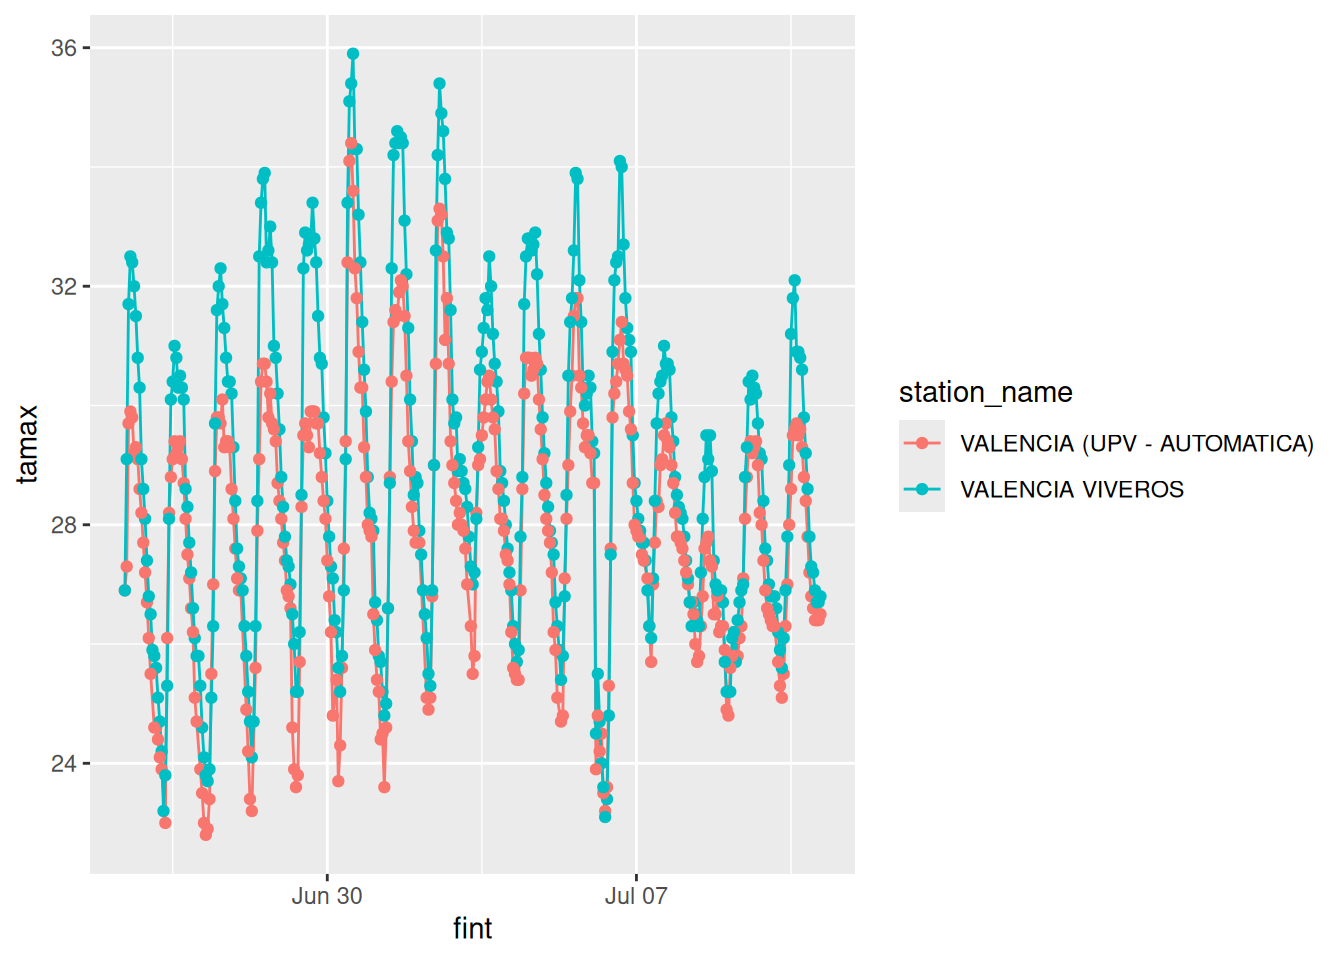 36
32
28
24
tamax
Jun 30
Jul 07
fint
station_name
VALENCIA (UPV - AUTOMATICA)
VALENCIA VIVEROS